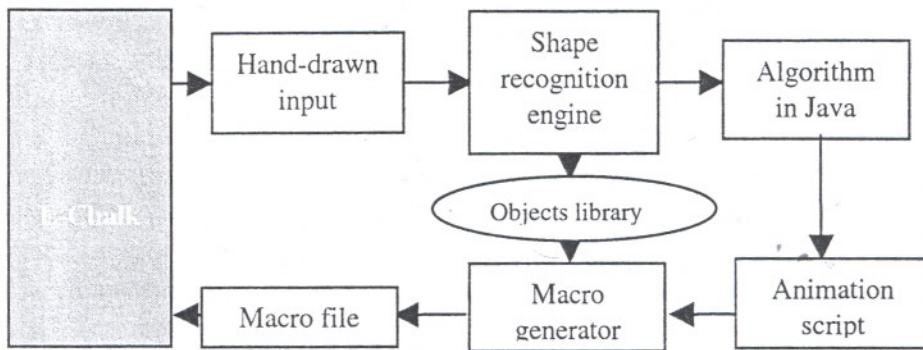 Hand-drawn
input
Shape
recognition
engine
Algorithm
in Java
E-Chalk
Objects library
Macro file
Macro
generator
Animation
script